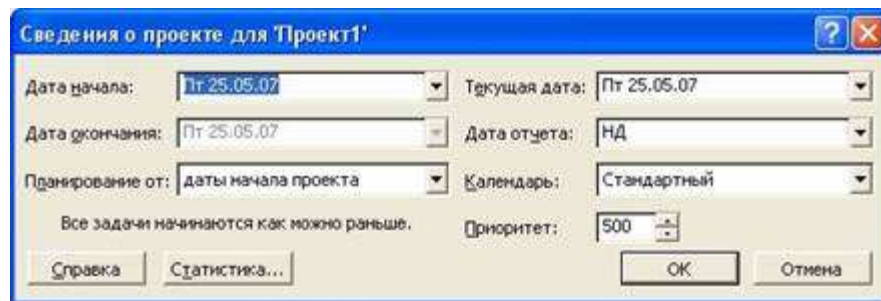 Сведения о проекте для 'Проект1'
Дата начала: Пт 25.05.07 Текущая дата: Пт 25.05.07
Дата окончания: Пт 25.05.07 Дата отчета: НД
Планирование от: даты начала проекта Календарь: Стандартный
Все задачи начинаются как можно раньше. Приоритет: 500
Справка Статистика... ОК Отмена